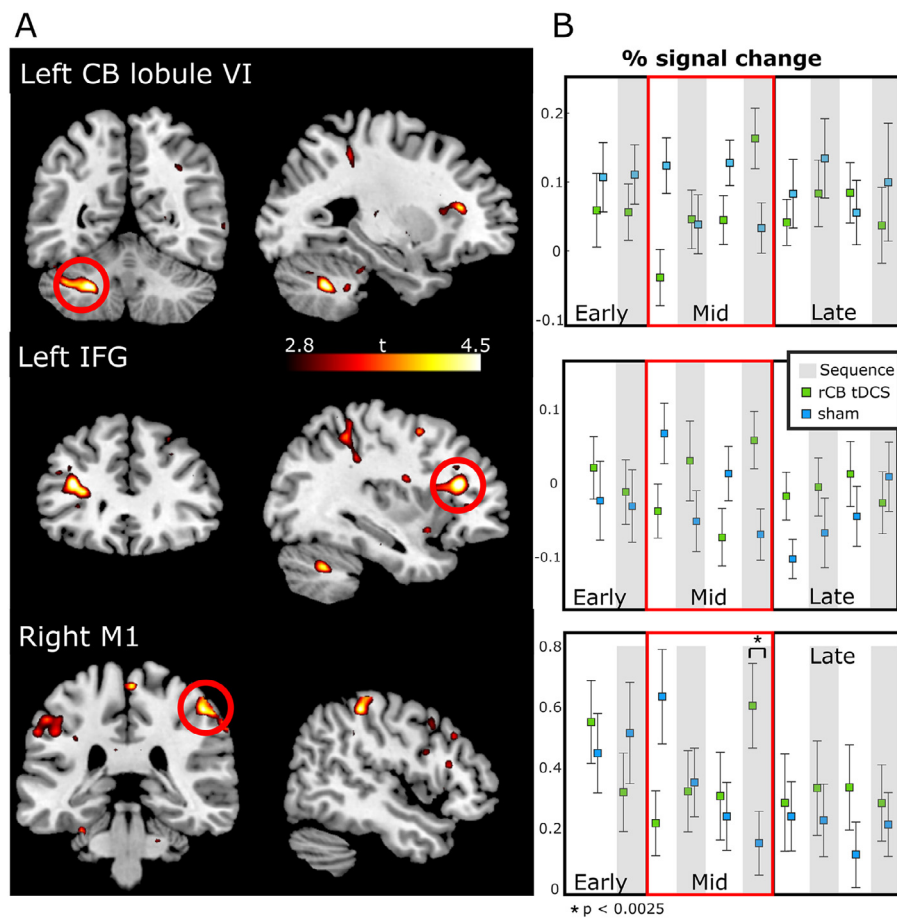 A
B
Left CB lobule VI
% signal change
0.2
0.1
0
-0.1
Early
Mid
Late
Left IFG
2.8 t 4.5
Sequence
rCB tDCS
sham
0.1
0
-0.1
Early
Mid
Late
Right M1
0.8
0.6
0.4
0.2
0
*
Late
Early
Mid
* p < 0.0025